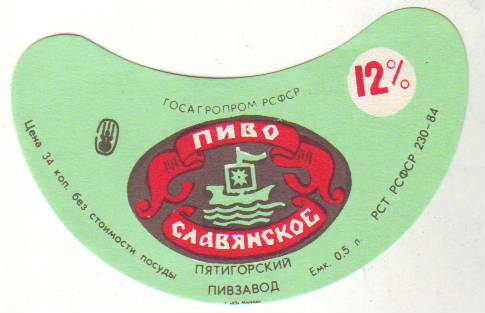 12%
ГОСАГРОПРОМ РСФСР
ПИВО
СЛАВЯНСКОЕ
ПЯТИГОРСКИЙ
ПИВЗАВОД
Цена 34 коп. без стоимости посуды
Емк. 0,5 л.
РСТ РСФСР 230-84